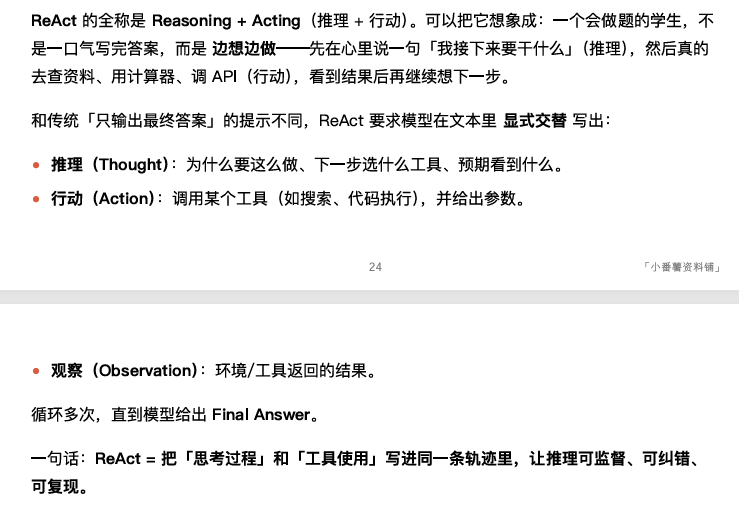 ReAct 的全称是 Reasoning + Acting（推理 + 行动）。可以把它想象成：一个会做题的学生，不
是一口气写完答案，而是 边想边做——先在心里说一句「我接下来要干什么」（推理），然后真的
去查资料、用计算器、调 API（行动），看到结果后再继续想下一步。
和传统「只输出最终答案」的提示不同，ReAct 要求模型在文本里 显式交替 写出：
• 推理（Thought）：为什么要这么做、下一步选什么工具、预期看到什么。
• 行动（Action）：调用某个工具（如搜索、代码执行），并给出参数。
24
「小番薯资料铺」
• 观察（Observation）：环境/工具返回的结果。
循环多次，直到模型给出 Final Answer。
一句话：ReAct = 把「思考过程」和「工具使用」写进同一条轨迹里，让推理可监督、可纠错、
可复现。